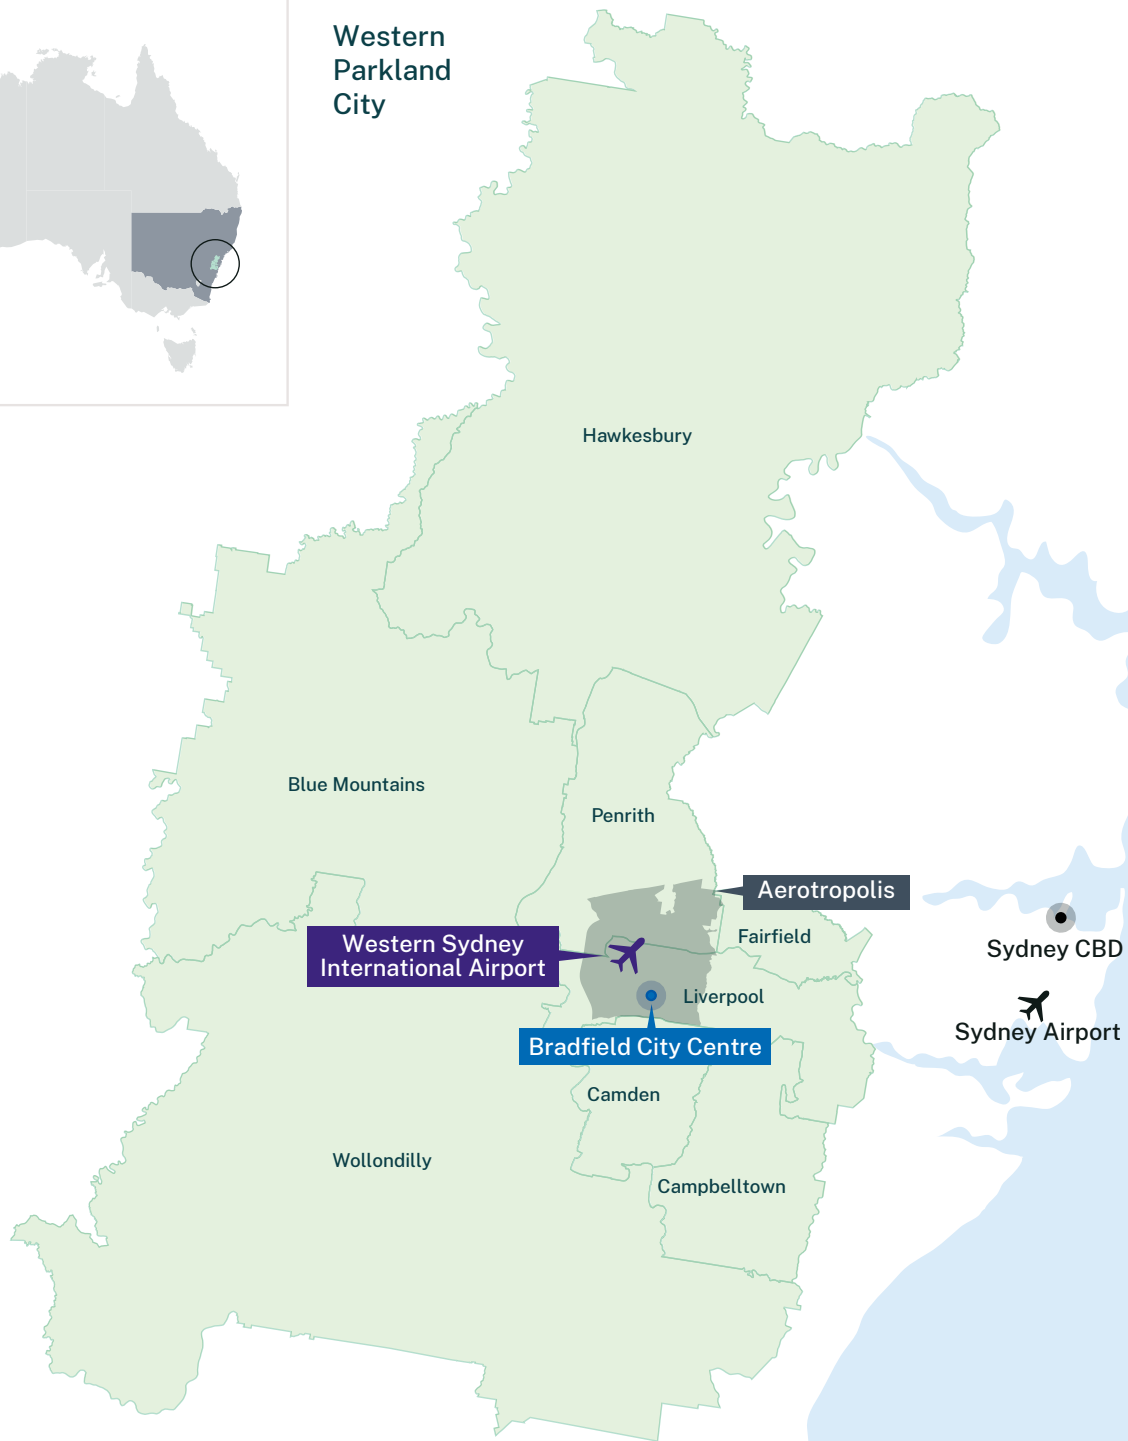 Western
Parkland
City
Hawkesbury
Blue Mountains
Penrith
Aerotropolis
Fairfield
Western Sydney
International Airport
Sydney CBD
Liverpool
Sydney Airport
Bradfield City Centre
Camden
Wollondilly
Campbelltown